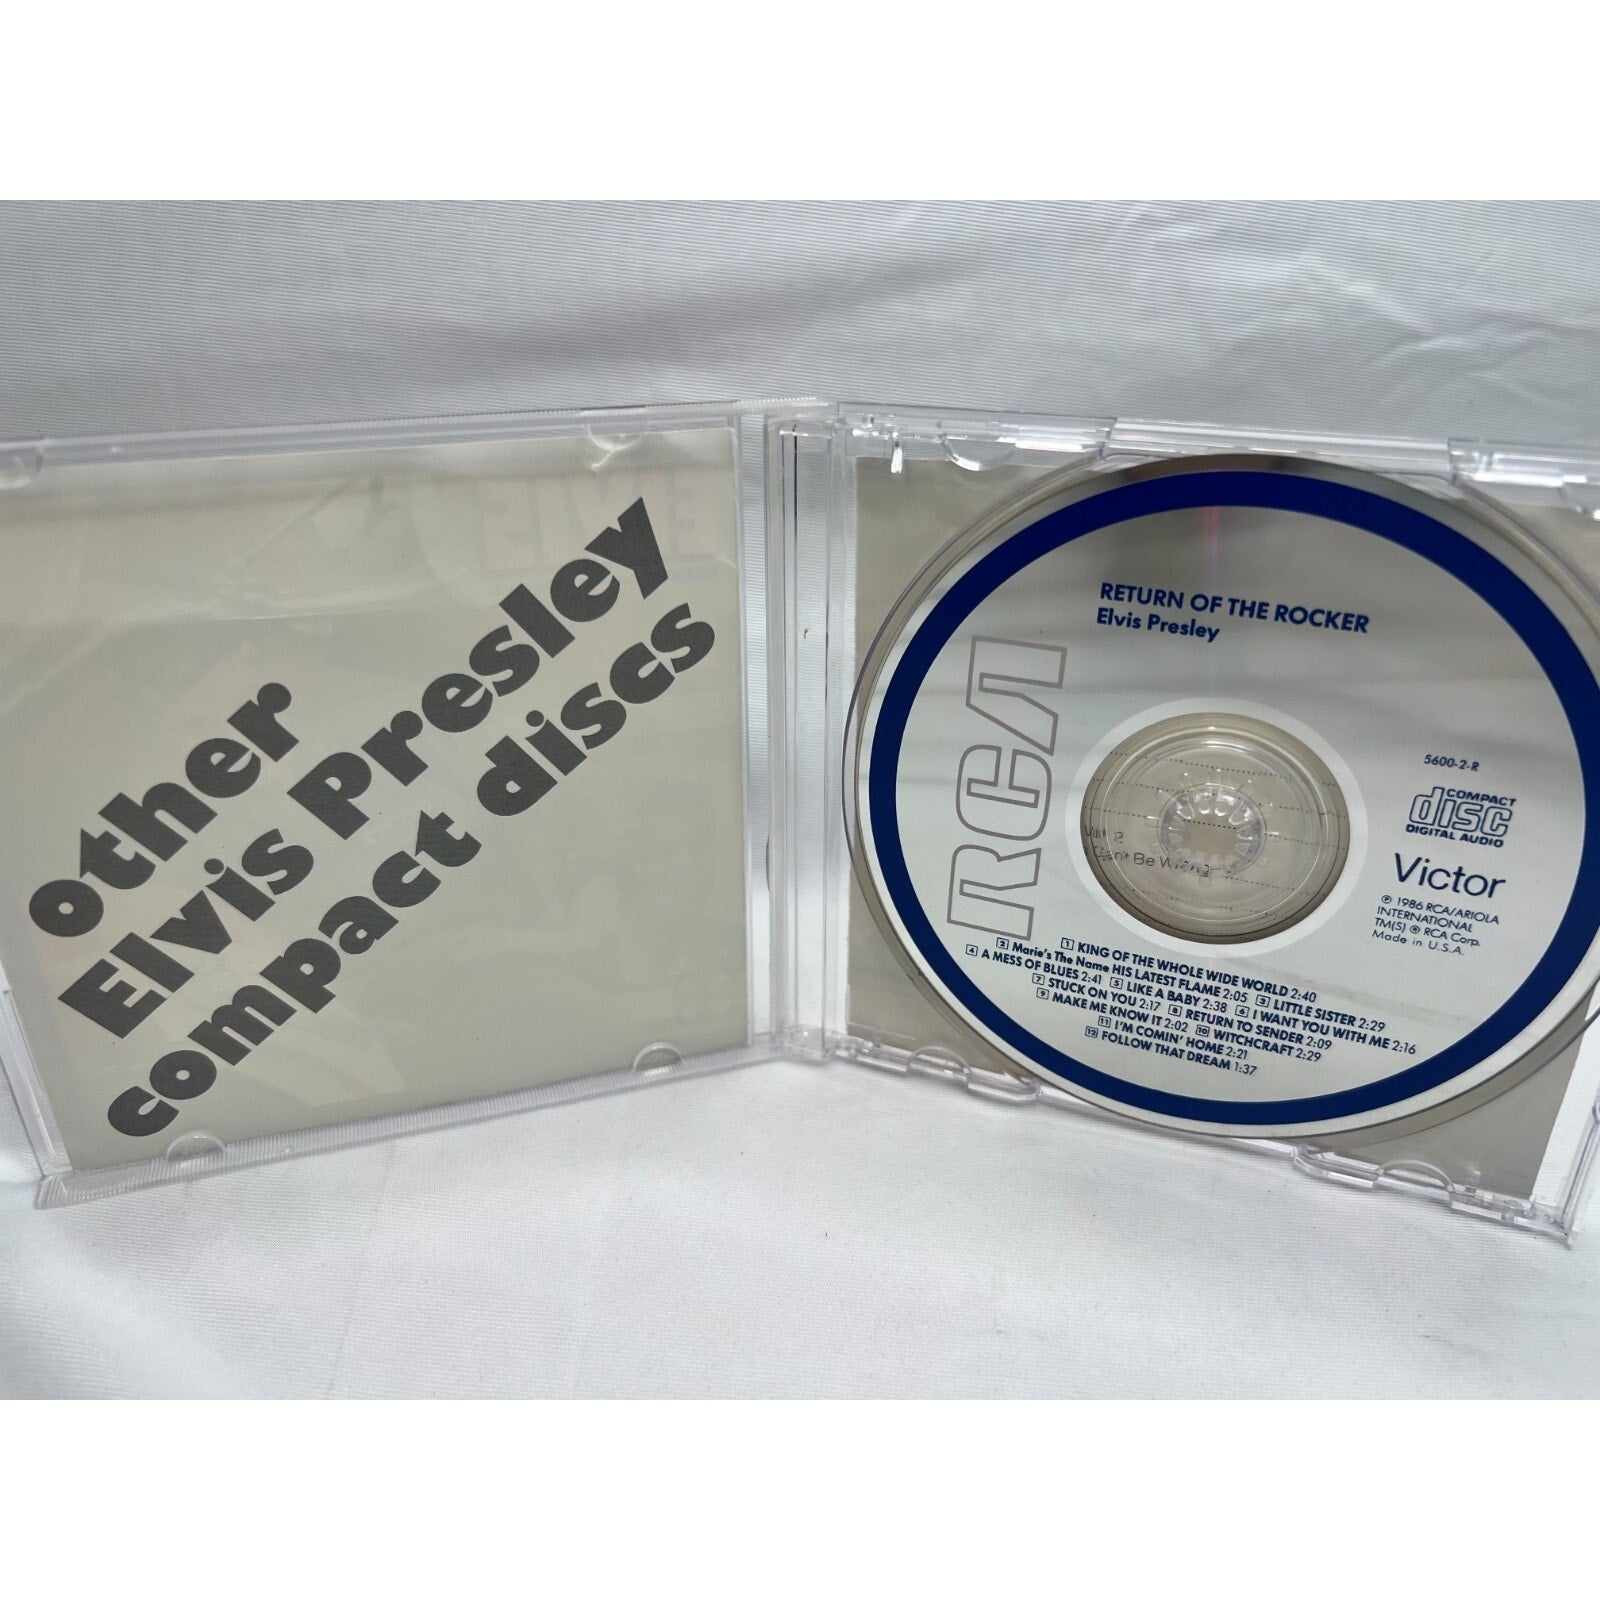 other
Elvis Presley
compact discs
RETURN OF THE ROCKER
Elvis Presley
RCA
5600-2-R
COMPACT
disc
DIGITAL AUDIO
Victor
℗ 1986 RCA/ARIOLA
INTERNATIONAL
TM(S) ® RCA Corp.
Made in U.S.A.
Can't Be Wrong
1 KING OF THE WHOLE WIDE WORLD 2:40
2 Marie's The Name HIS LATEST FLAME 2:05 3 LITTLE SISTER 2:29
4 A MESS OF BLUES 2:41 5 LIKE A BABY 2:38 6 I WANT YOU WITH ME 2:16
7 STUCK ON YOU 2:17 8 RETURN TO SENDER 2:09
9 MAKE ME KNOW IT 2:02 10 WITCHCRAFT 2:29
11 I'M COMIN' HOME 2:21
12 FOLLOW THAT DREAM 1:37